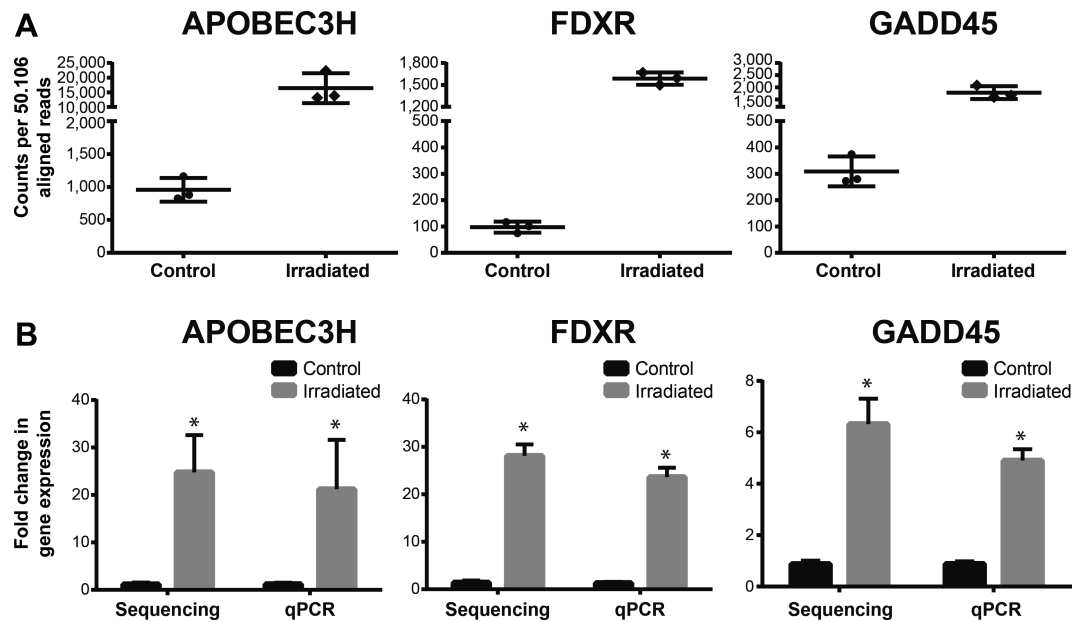 A
APOBEC3H
FDXR
GADD45
Counts per 50.106
aligned reads
25,000
20,000
15,000
10,000
2,000
1,500
1,000
500
0
Control
Irradiated
1,800
1,500
1,200
500
400
300
200
100
0
Control
Irradiated
3,000
2,500
2,000
1,500
500
400
300
200
100
0
Control
Irradiated
B
APOBEC3H
FDXR
GADD45
Fold change in
gene expression
Control
Irradiated
40
30
20
10
0
*
*
Sequencing
qPCR
Control
Irradiated
40
30
20
10
0
*
*
Sequencing
qPCR
Control
Irradiated
8
6
4
2
0
*
*
Sequencing
qPCR